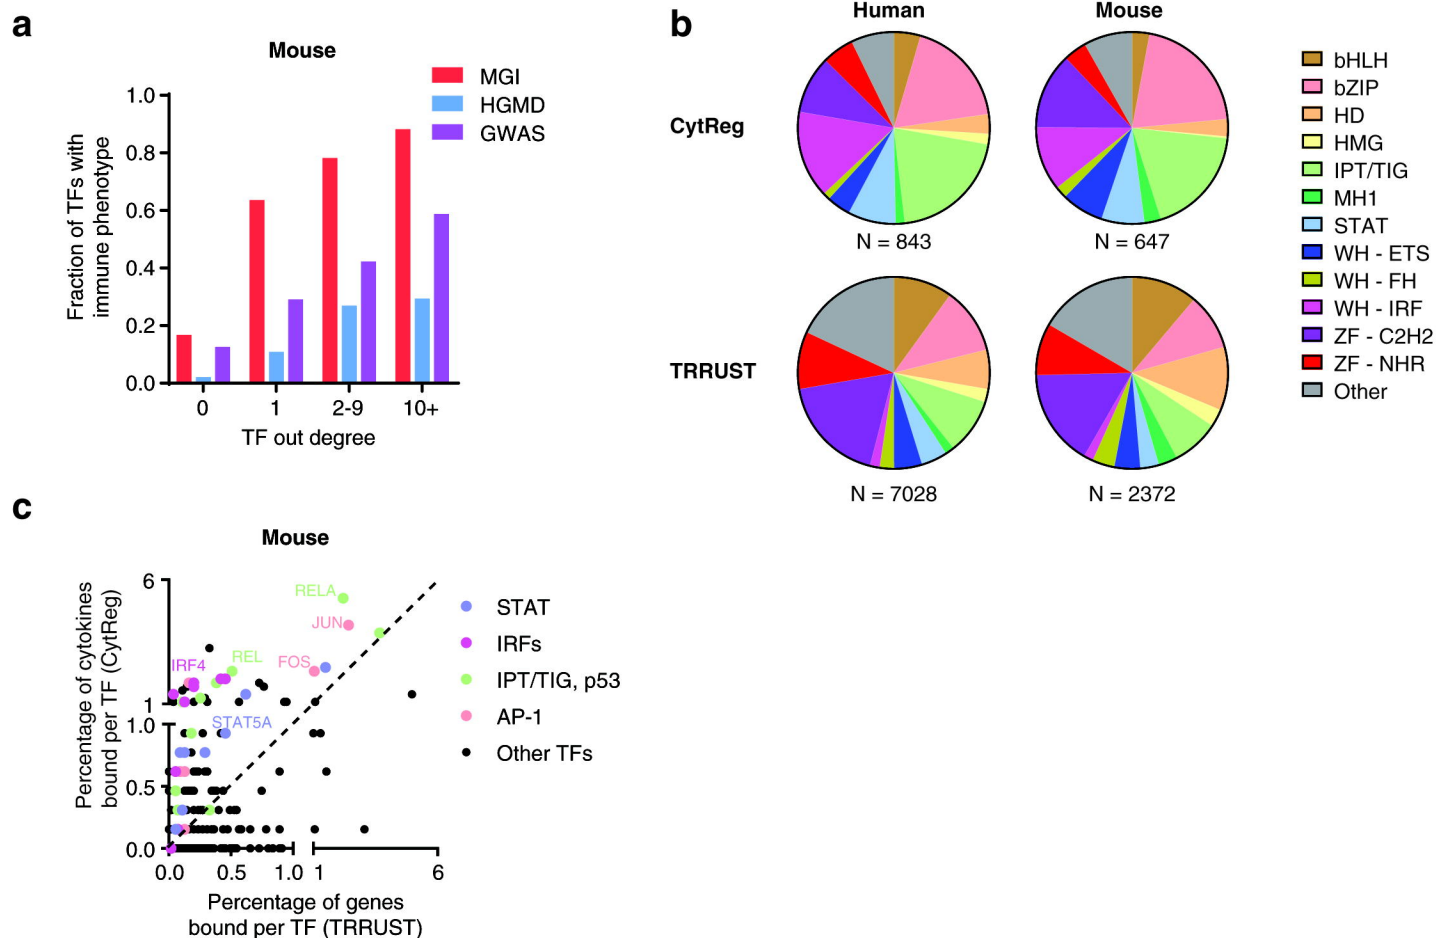 a
Mouse
MGI
HGMD
GWAS
Fraction of TFs with
immune phenotype
1.0
0.8
0.6
0.4
0.2
0.0
0
1
2-9
10+
TF out degree
b
Human
Mouse
CytReg
N = 843
N = 647
TRRUST
N = 7028
N = 2372
bHLH
bZIP
HD
HMG
IPT/TIG
MH1
STAT
WH - ETS
WH - FH
WH - IRF
ZF - C2H2
ZF - NHR
Other
c
Mouse
Percentage of cytokines
bound per TF (CytReg)
6
1
1.0
0.5
0.0
RELA
JUN
REL
FOS
IRF4
STAT5A
0.0
0.5
1.0
1
6
Percentage of genes
bound per TF (TRRUST)
STAT
IRFs
IPT/TIG, p53
AP-1
Other TFs